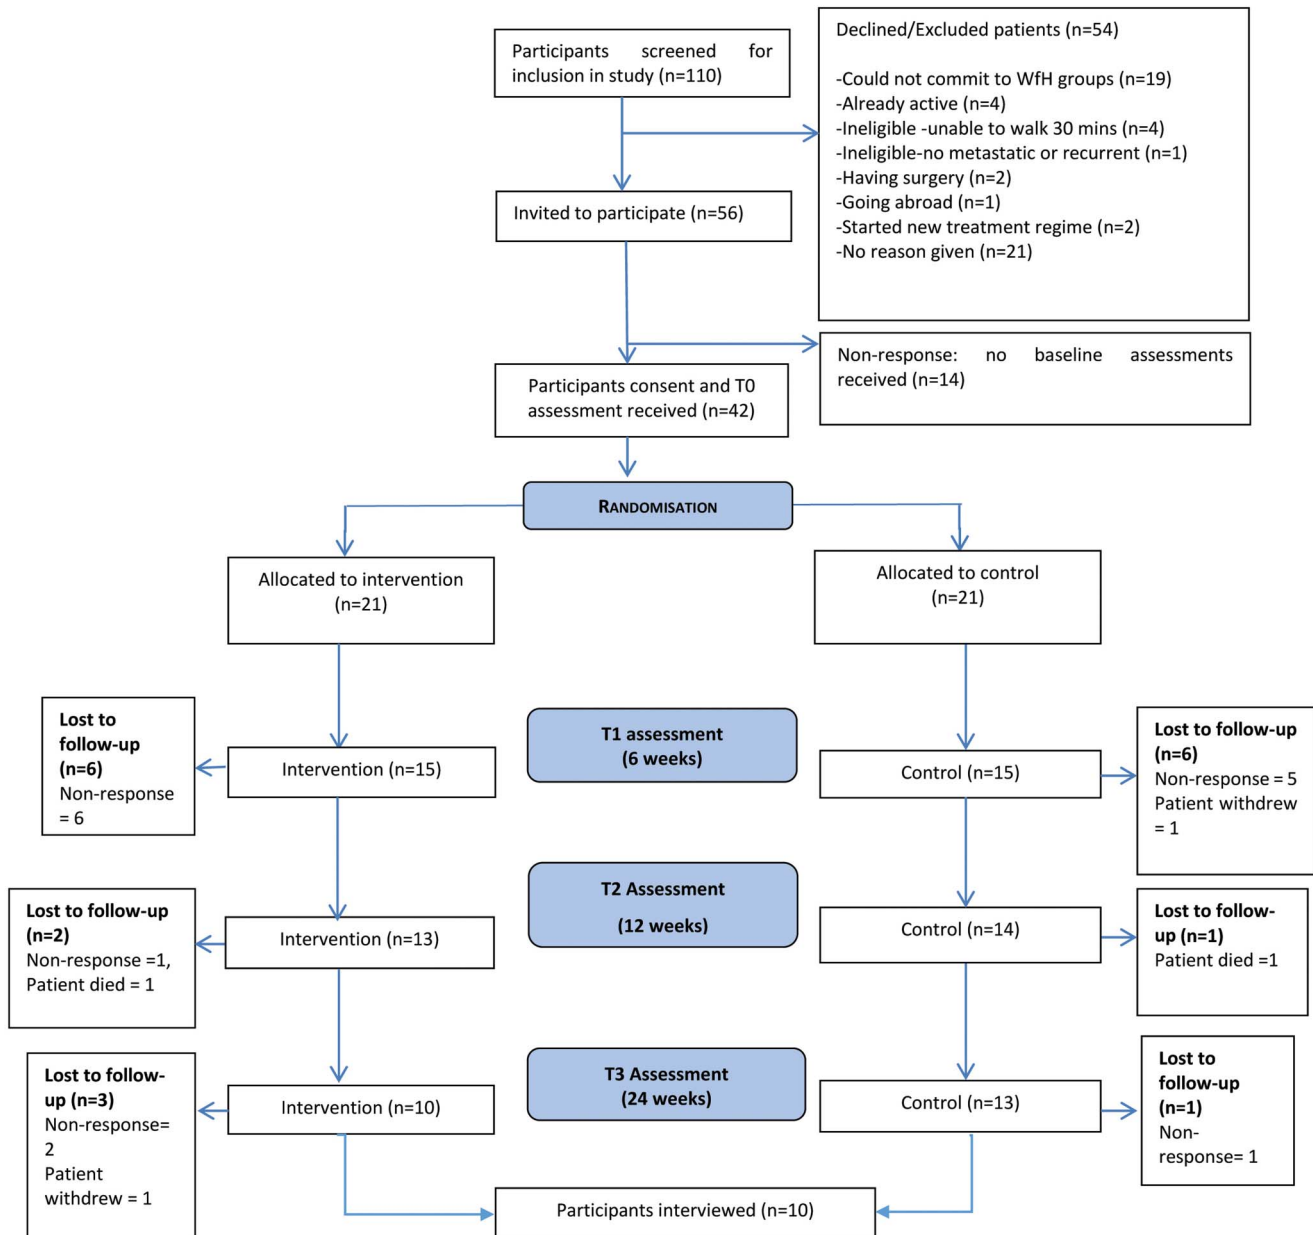 Participants screened for
inclusion in study (n=110)
Declined/Excluded patients (n=54)
-Could not commit to WfH groups (n=19)
-Already active (n=4)
-Ineligible -unable to walk 30 mins (n=4)
-Ineligible-no metastatic or recurrent (n=1)
-Having surgery (n=2)
-Going abroad (n=1)
-Started new treatment regime (n=2)
-No reason given (n=21)
Invited to participate (n=56)
Non-response: no baseline assessments
received (n=14)
Participants consent and T0
assessment received (n=42)
RANDOMISATION
Allocated to intervention
(n=21)
Allocated to control
(n=21)
Lost to
follow-up
(n=6)
Non-response
= 6
Intervention (n=15)
T1 assessment
(6 weeks)
Control (n=15)
Lost to
follow-up
(n=6)
Non-response = 5
Patient withdrew
= 1
Lost to follow-up
(n=2)
Non-response =1,
Patient died = 1
Intervention (n=13)
T2 Assessment
(12 weeks)
Control (n=14)
Lost to follow-
up (n=1)
Patient died =1
Lost to follow-
up (n=3)
Non-response=
2
Patient
withdrew = 1
Intervention (n=10)
T3 Assessment
(24 weeks)
Control (n=13)
Lost to
follow-up
(n=1)
Non-
response= 1
Participants interviewed (n=10)